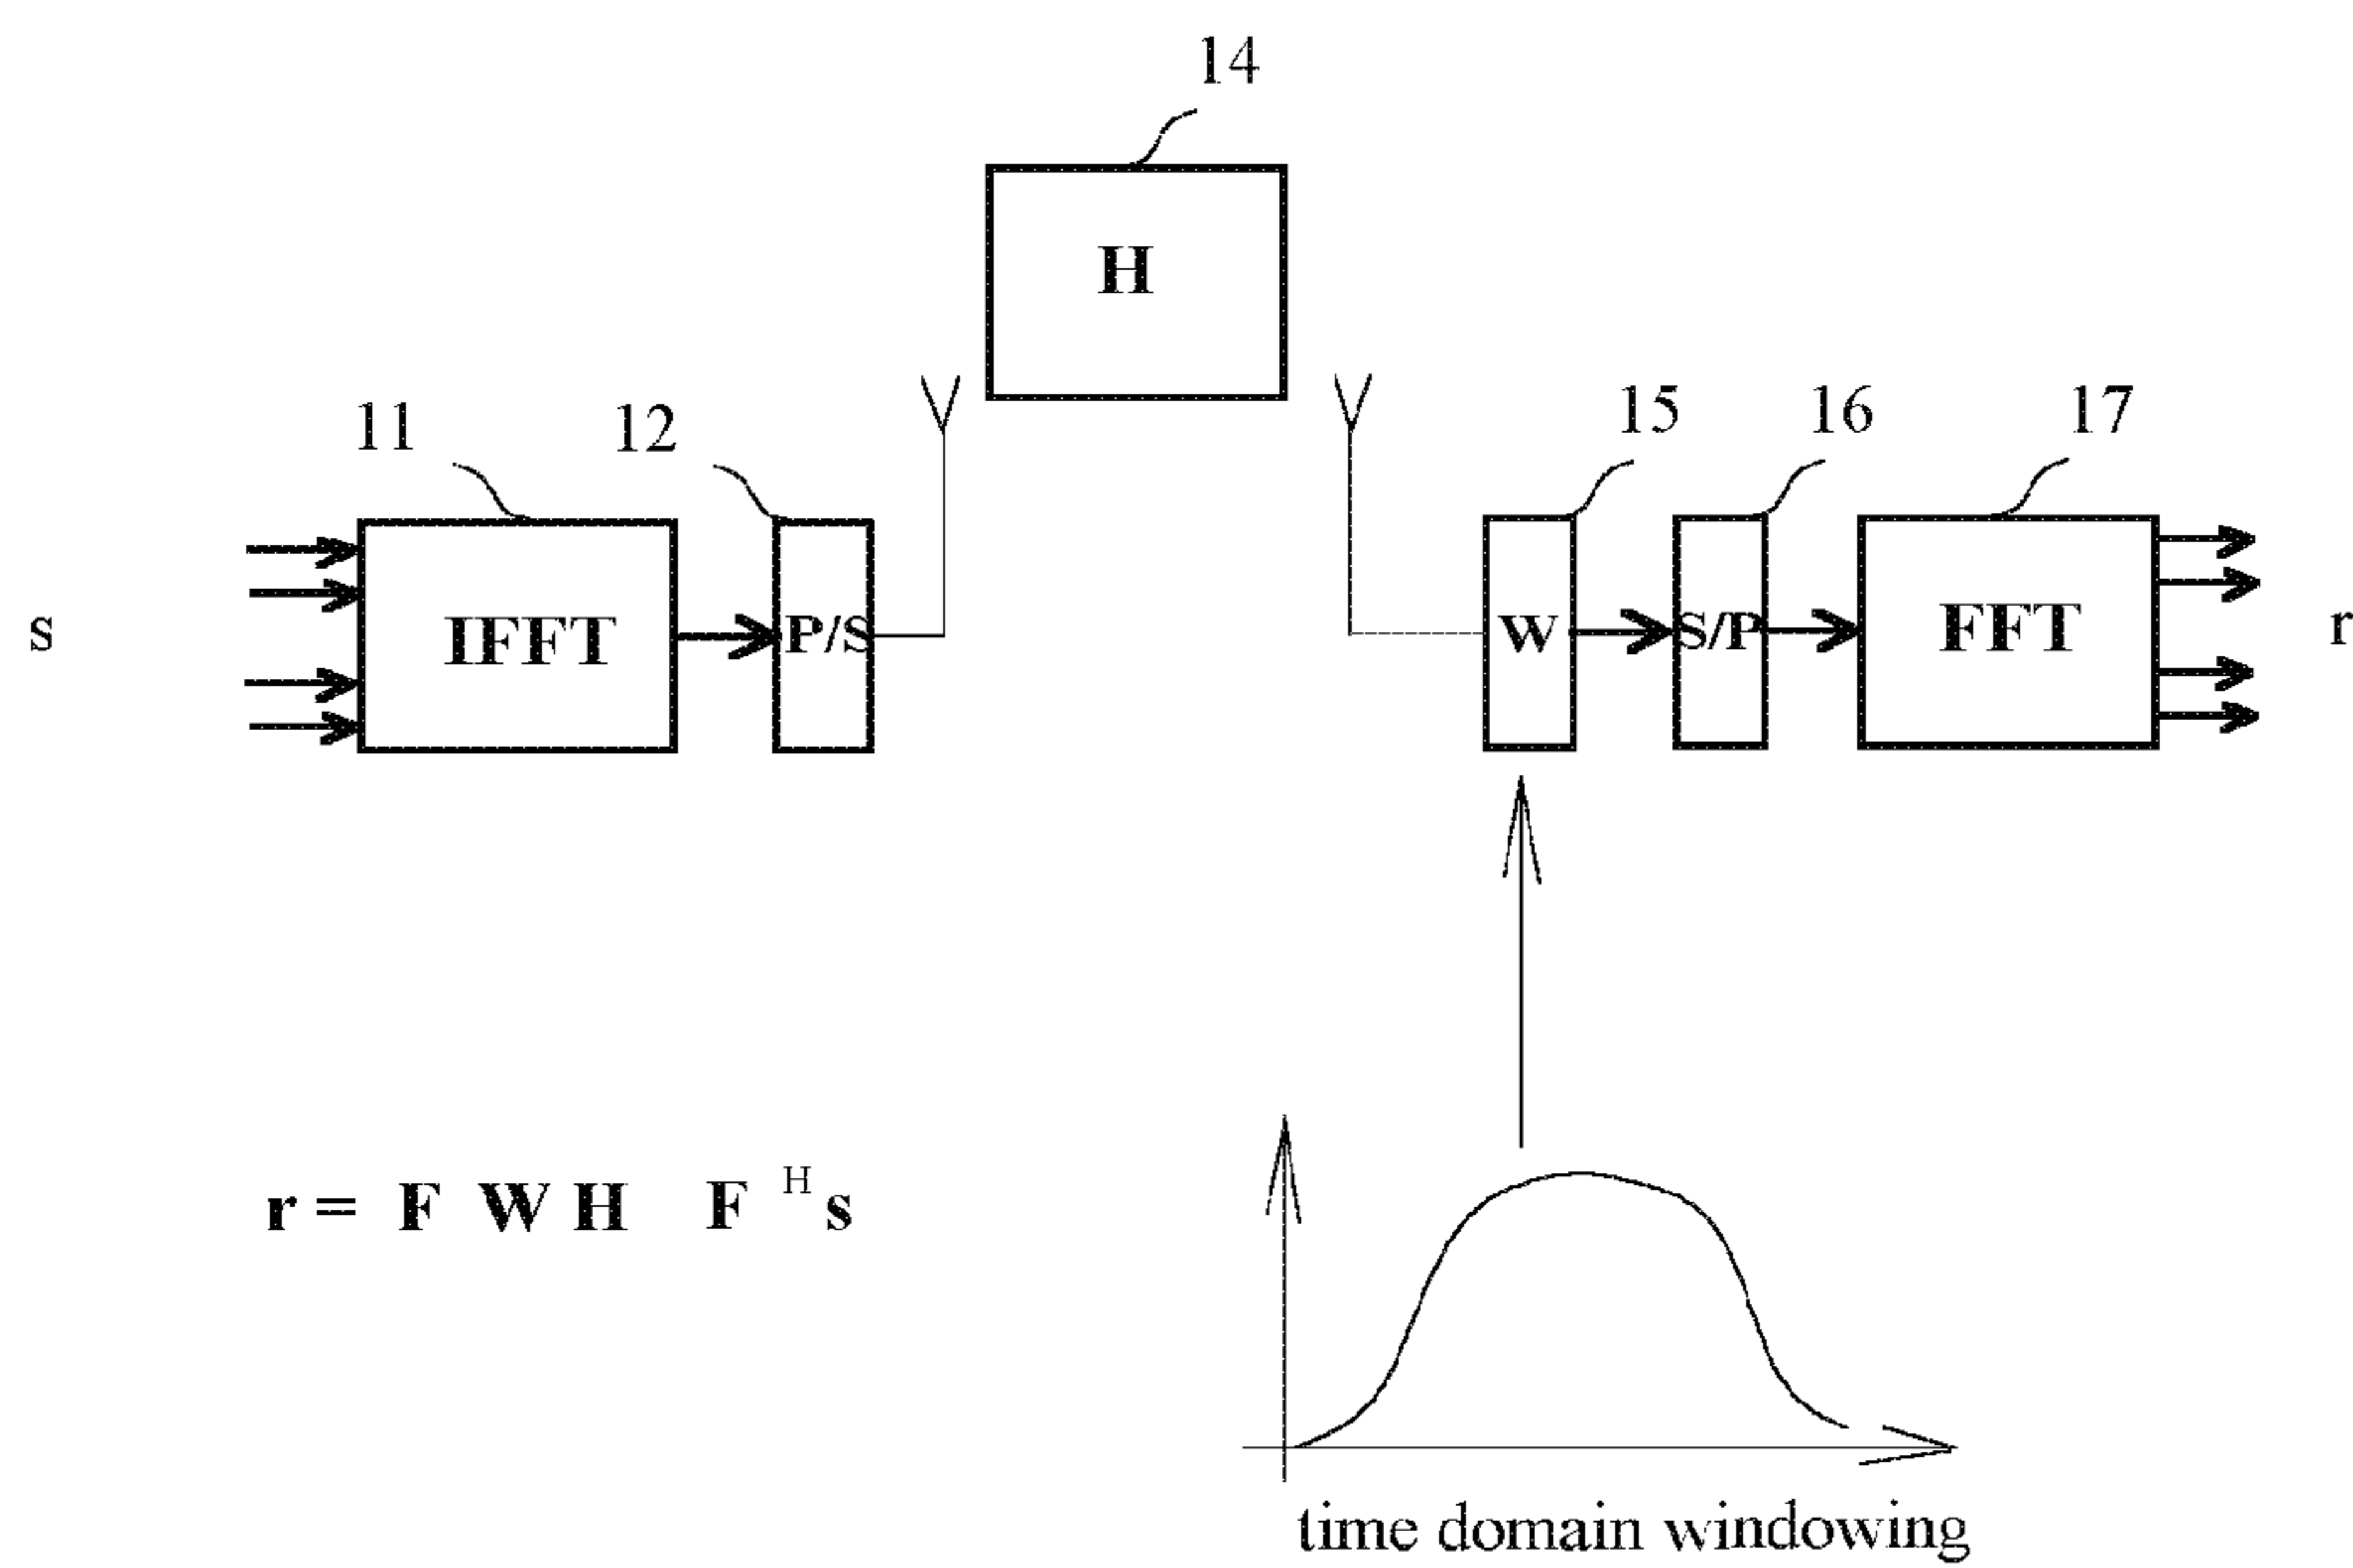 14
H
11 12 15 16 17
s IFFT P/S W S/P FFT r
r = F W H F H s
time domain windowing